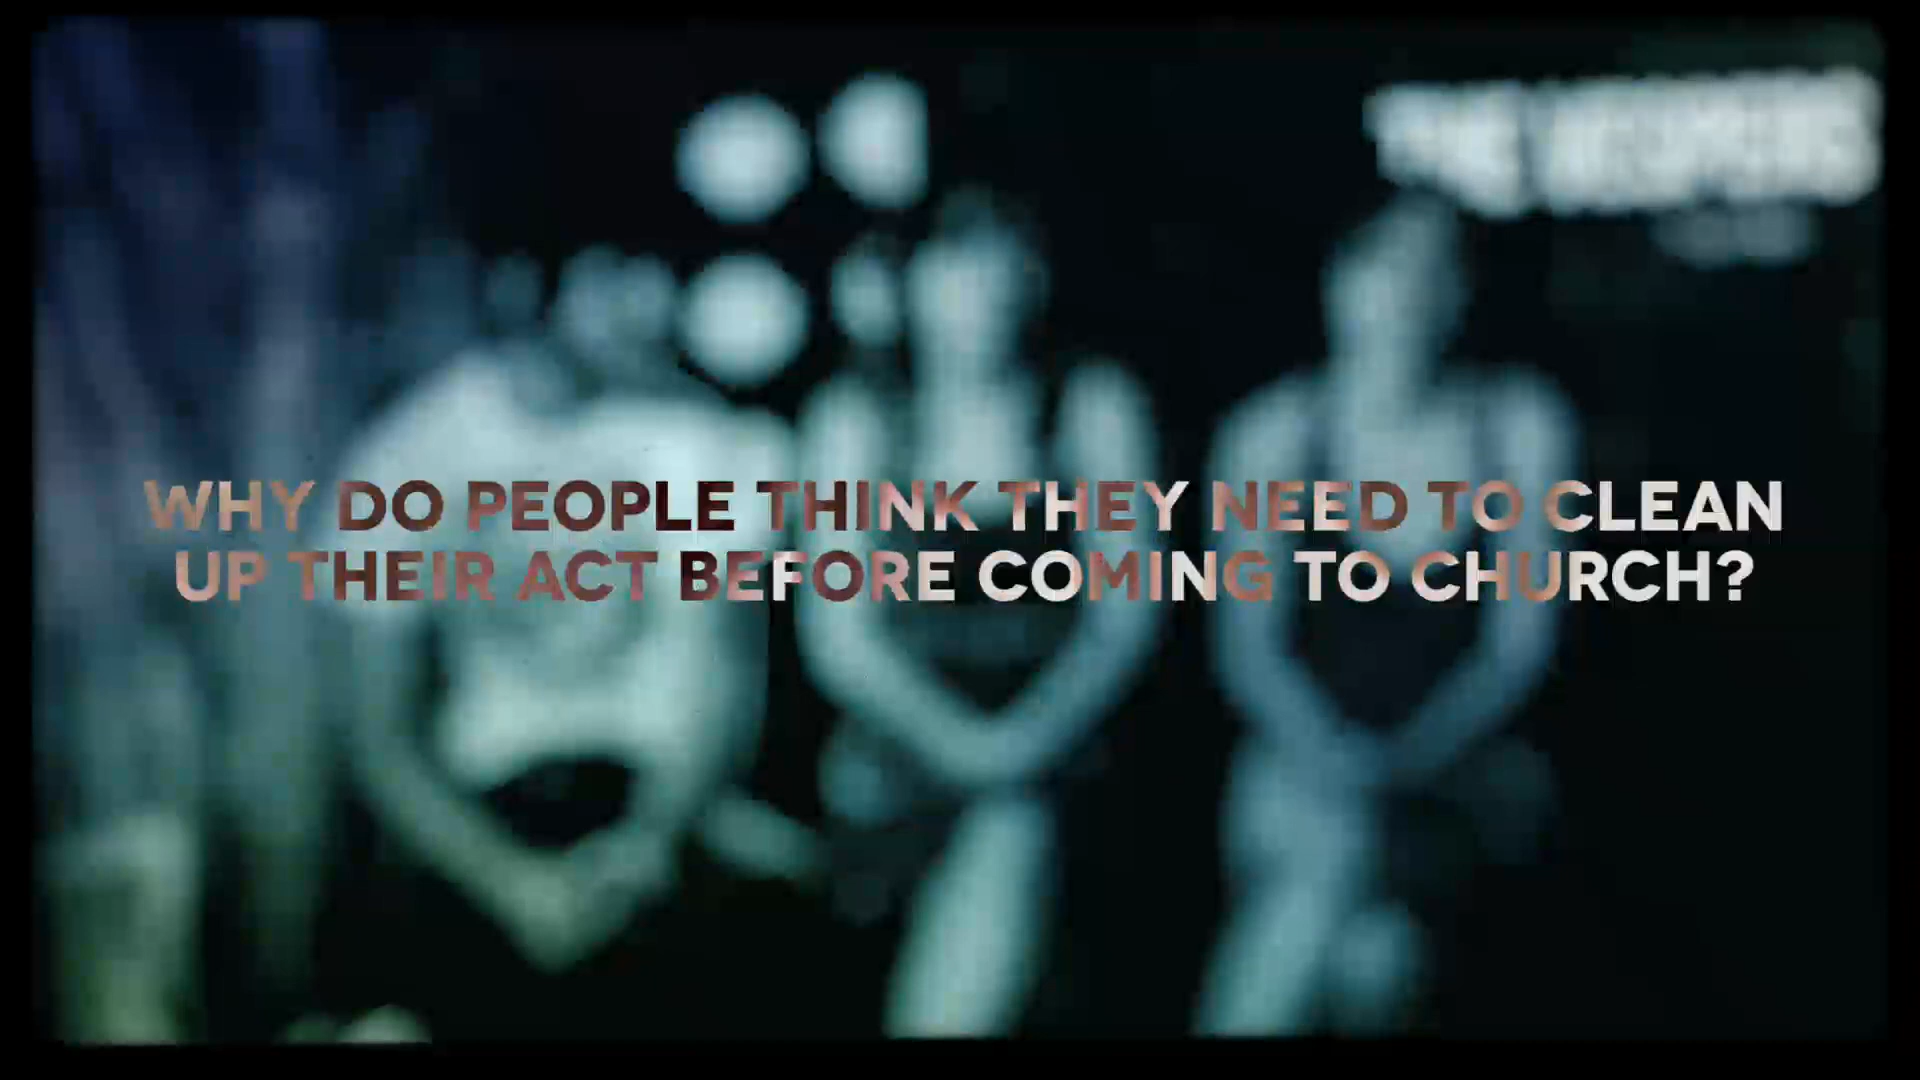 WHY DO PEOPLE THINK THEY NEED TO CLEAN
UP THEIR ACT BEFORE COMING TO CHURCH?